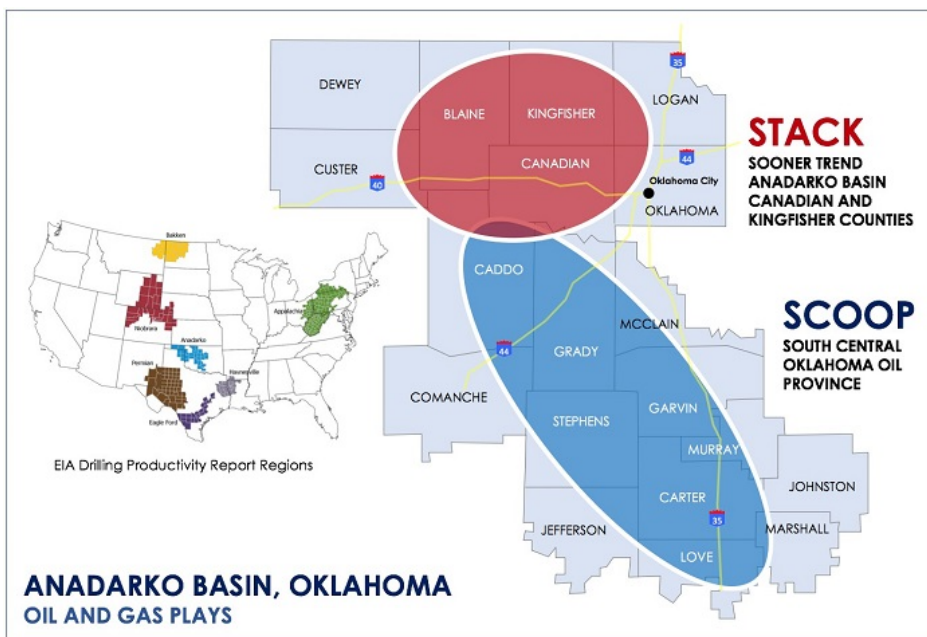 DEWEY
BLAINE
KINGFISHER
LOGAN
35
CUSTER
40
CANADIAN
44
Oklahoma City
OKLAHOMA
STACK
SOONER TREND
ANADARKO BASIN
CANADIAN AND
KINGFISHER COUNTIES
CADDO
MCCLAIN
44
GRADY
COMANCHE
STEPHENS
GARVIN
MURRAY
CARTER
35
JOHNSTON
JEFFERSON
MARSHALL
LOVE
SCOOP
SOUTH CENTRAL
OKLAHOMA OIL
PROVINCE
Bakken
Niobrara
Appalachian
Anadarko
Permian
Haynesville
Eagle Ford
EIA Drilling Productivity Report Regions
ANADARKO BASIN, OKLAHOMA
OIL AND GAS PLAYS